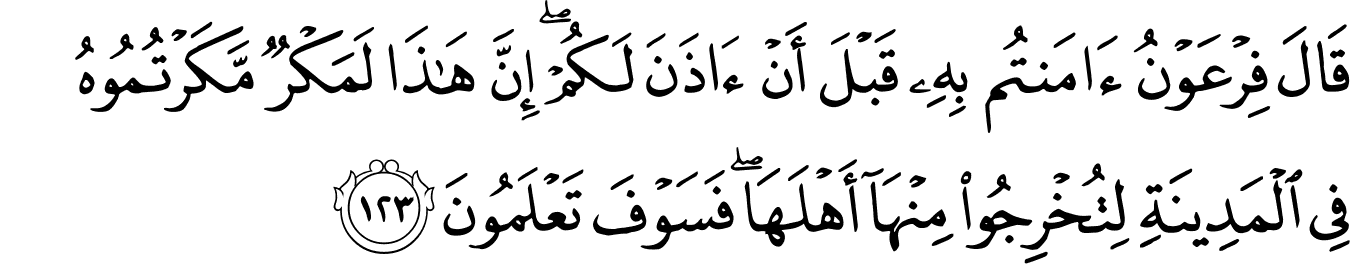 قَالَ فِرْعَوْنُ ءَامَنتُم بِهِۦ قَبْلَ أَنْ ءَاذَنَ لَكُمْ ۖ إِنَّ هَـٰذَا لَمَكْرٌ مَّكَرْتُمُوهُ
فِى ٱلْمَدِينَةِ لِتُخْرِجُوا۟ مِنْهَآ أَهْلَهَا ۖ فَسَوْفَ تَعْلَمُونَ ١٢٣